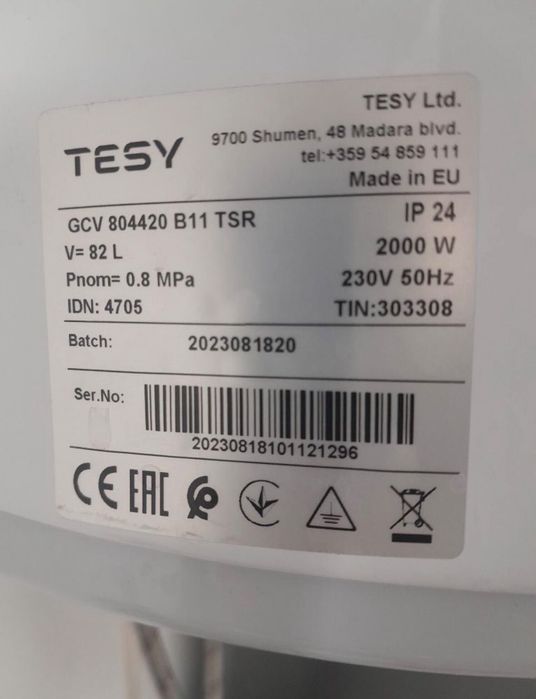 TESY
TESY Ltd.
9700 Shumen, 48 Madara blvd.
tel:+359 54 859 111
Made in EU
GCV 804420 B11 TSR
IP 24
V= 82 L
2000 W
Pnom= 0.8 MPa
230V 50Hz
IDN: 4705
TIN:303308
Batch: 2023081820
Ser.No:
20230818101121296
CE EAC